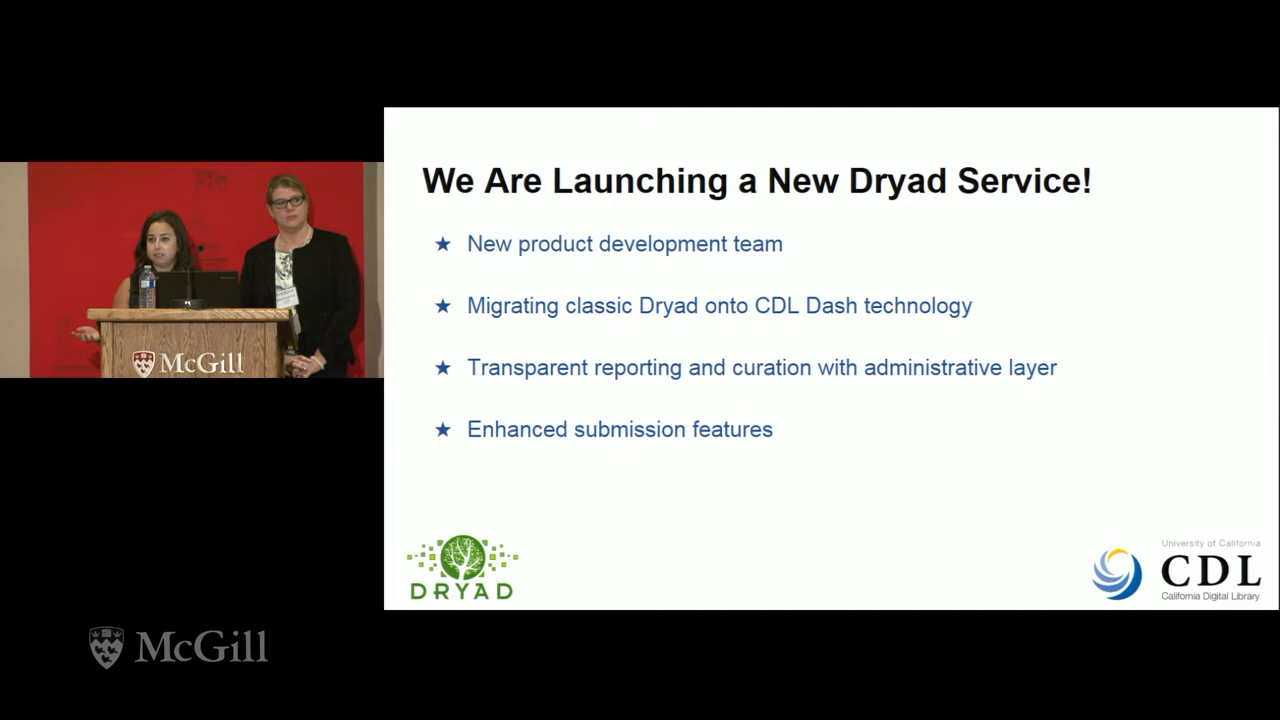 We Are Launching a New Dryad Service!
★ New product development team
★ Migrating classic Dryad onto CDL Dash technology
★ Transparent reporting and curation with administrative layer
★ Enhanced submission features
DRYAD
University of California
CDL
California Digital Library
McGill
McGill